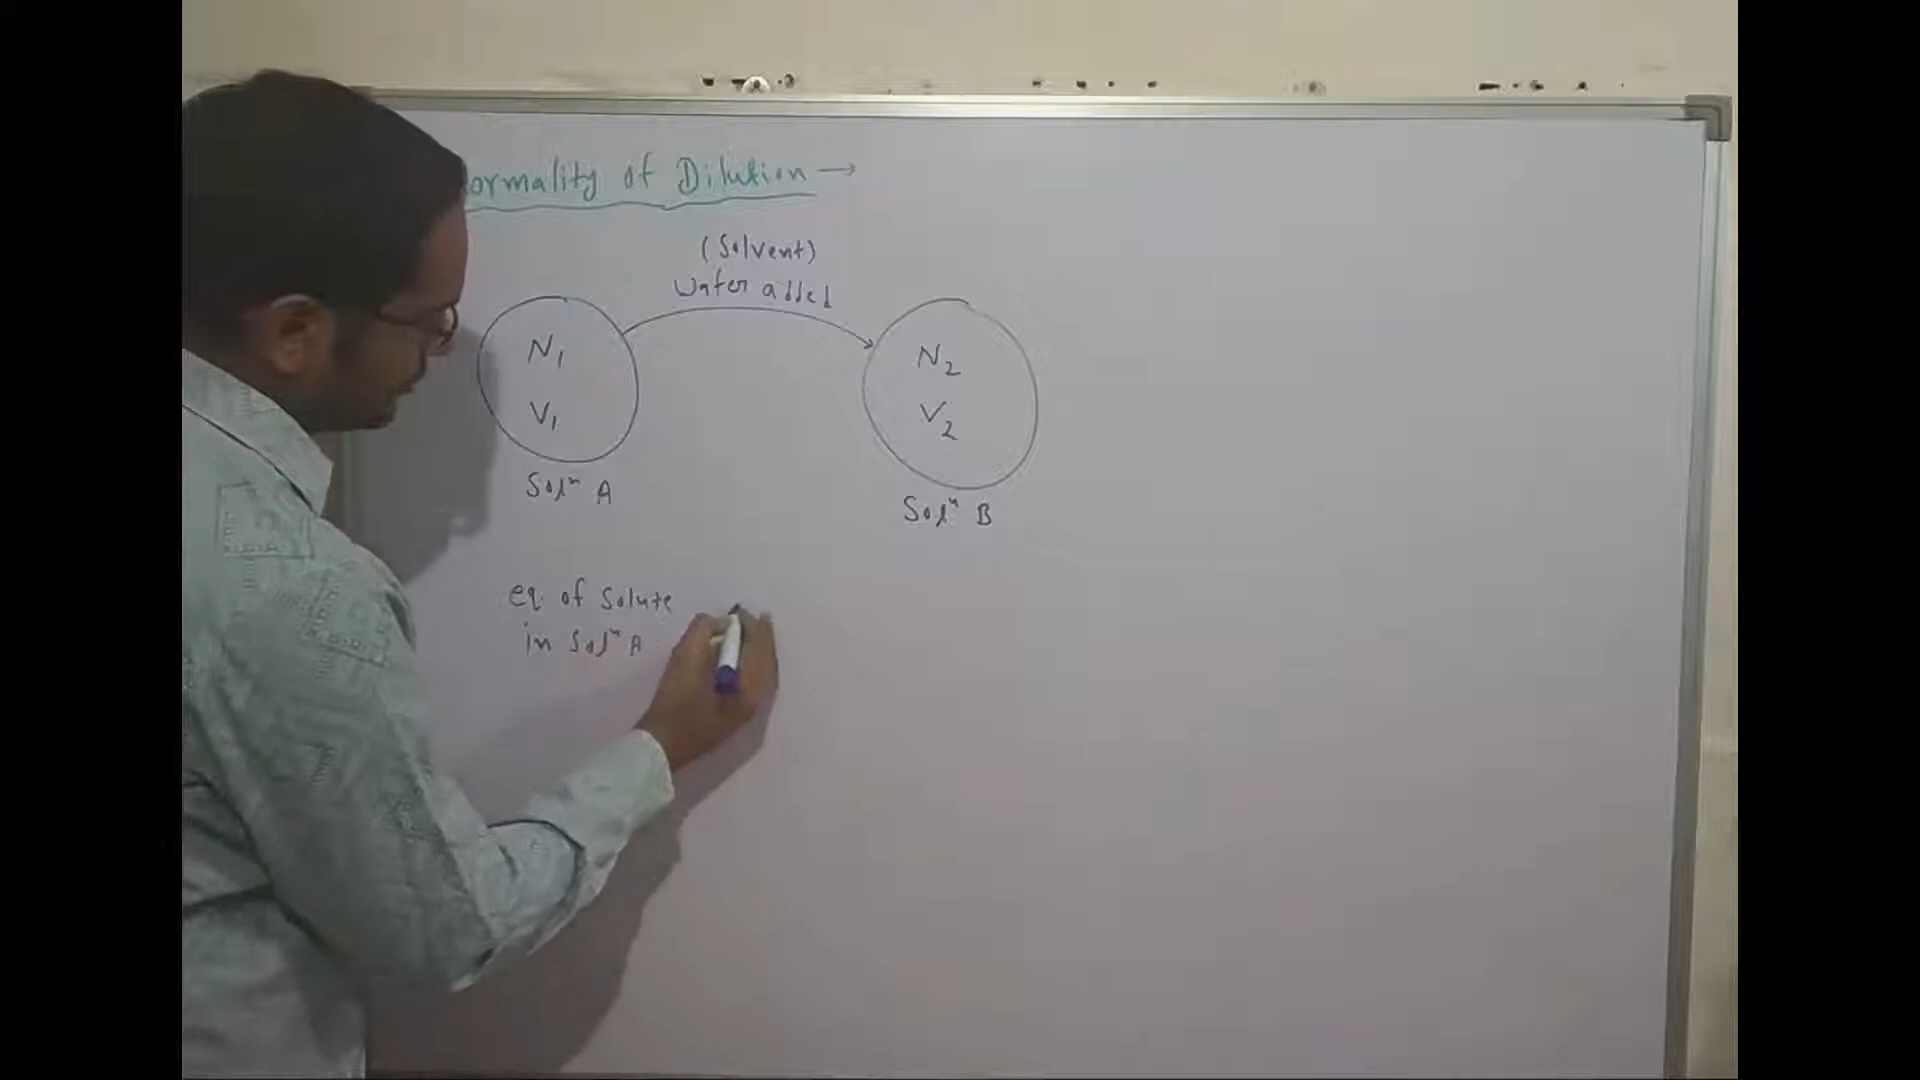 ormality of Dilution →
(Solvent)
Water added
N₁
V₁
Solⁿ A
N₂
V₂
Solⁿ B
eq. of Solute
in Solⁿ A